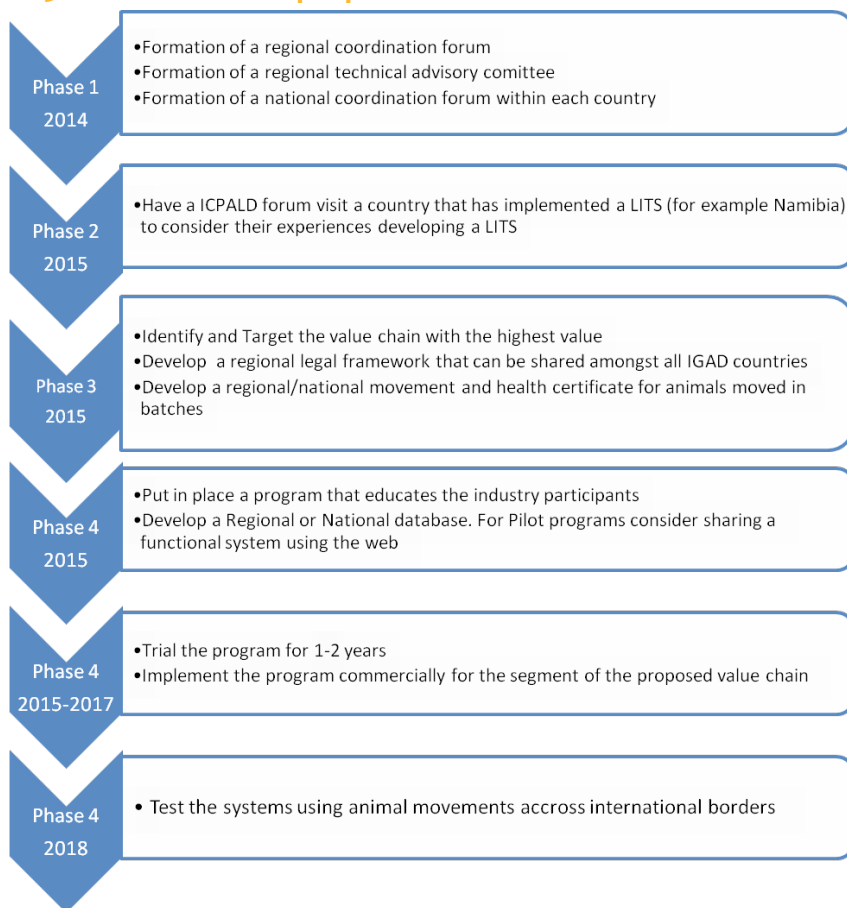 Phase 1
2014
•Formation of a regional coordination forum
•Formation of a regional technical advisory comittee
•Formation of a national coordination forum within each country
Phase 2
2015
•Have a ICPALD forum visit a country that has implemented a LITS (for example Namibia)
to consider their experiences developing a LITS
Phase 3
2015
•Identify and Target the value chain with the highest value
•Develop a regional legal framework that can be shared amongst all IGAD countries
•Develop a regional/national movement and health certificate for animals moved in
batches
Phase 4
2015
•Put in place a program that educates the industry participants
•Develop a Regional or National database. For Pilot programs consider sharing a
functional system using the web
Phase 4
2015-2017
•Trial the program for 1-2 years
•Implement the program commercially for the segment of the proposed value chain
Phase 4
2018
• Test the systems using animal movements accross international borders